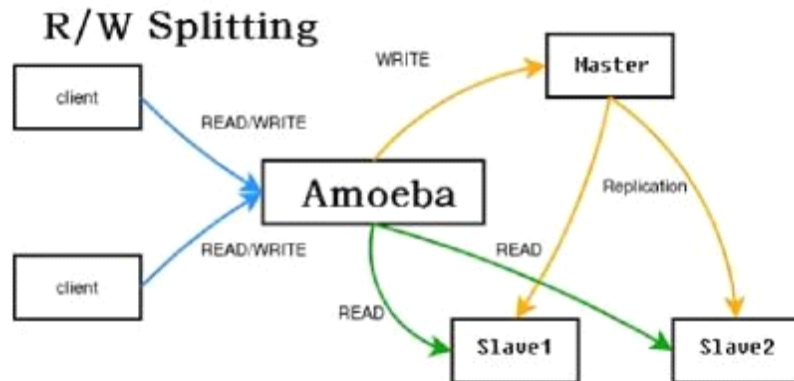 R/W Splitting
WRITE
Master
client
READ/WRITE
Amoeba
Replication
READ/WRITE
READ
client
READ
Slave1
Slave2